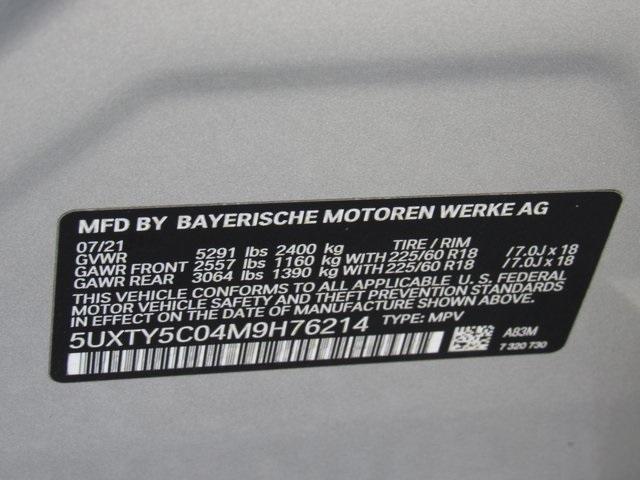 MFD BY BAYERISCHE MOTOREN WERKE AG
07/21 TIRE / RIM
GVWR 5291 lbs 2400 kg
GAWR FRONT 2557 lbs 1160 kg WITH 225/60 R18 / 7.0J x 18
GAWR REAR 3064 lbs 1390 kg WITH 225/60 R18 / 7.0J x 18
THIS VEHICLE CONFORMS TO ALL APPLICABLE U.S. FEDERAL
MOTOR VEHICLE SAFETY AND THEFT PREVENTION STANDARDS
IN EFFECT ON THE DATE OF MANUFACTURE SHOWN ABOVE.
5UXTY5C04M9H76214 TYPE: MPV
A83M
7 320 730